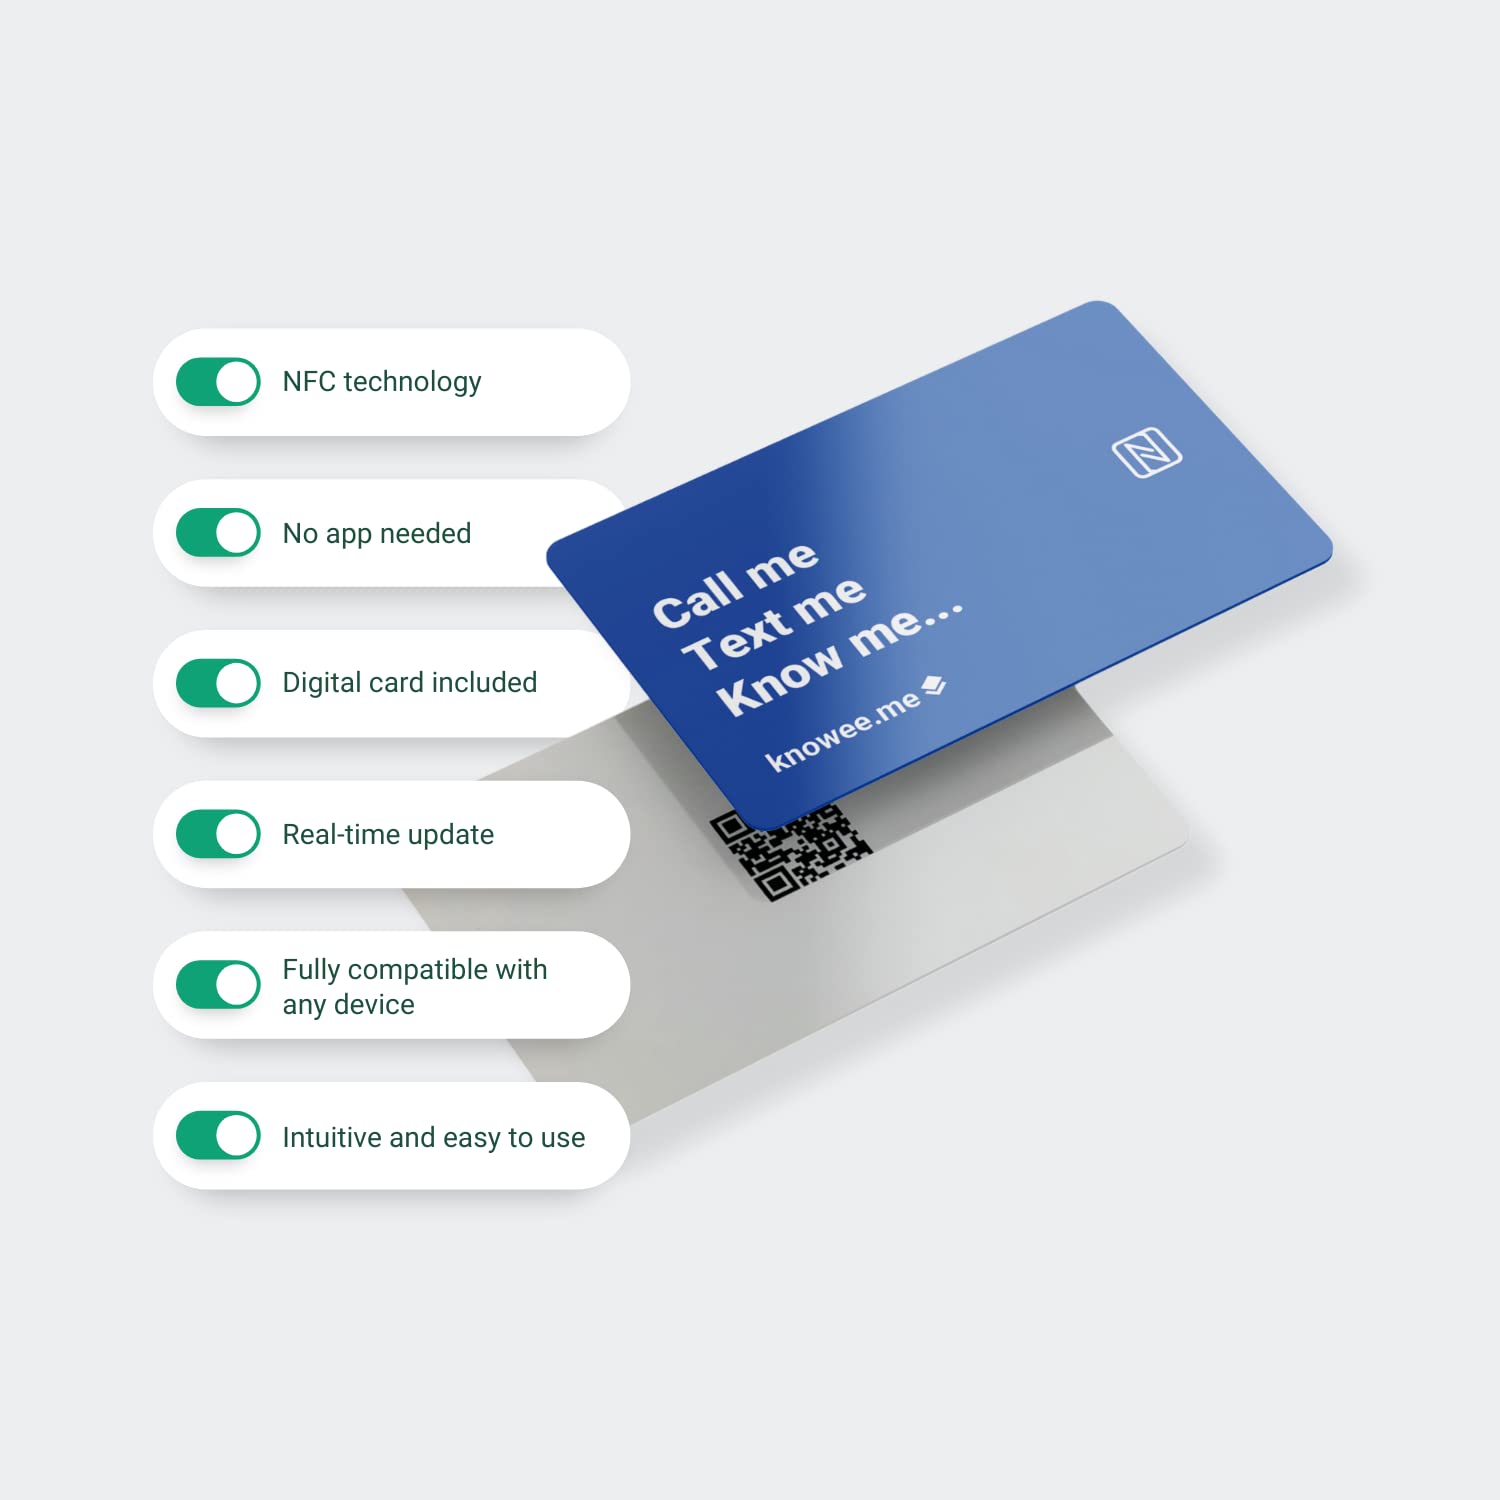 NFC technology
No app needed
Digital card included
Real-time update
Fully compatible with
any device
Intuitive and easy to use
Call me
Text me
Know me...
knowee.me
N